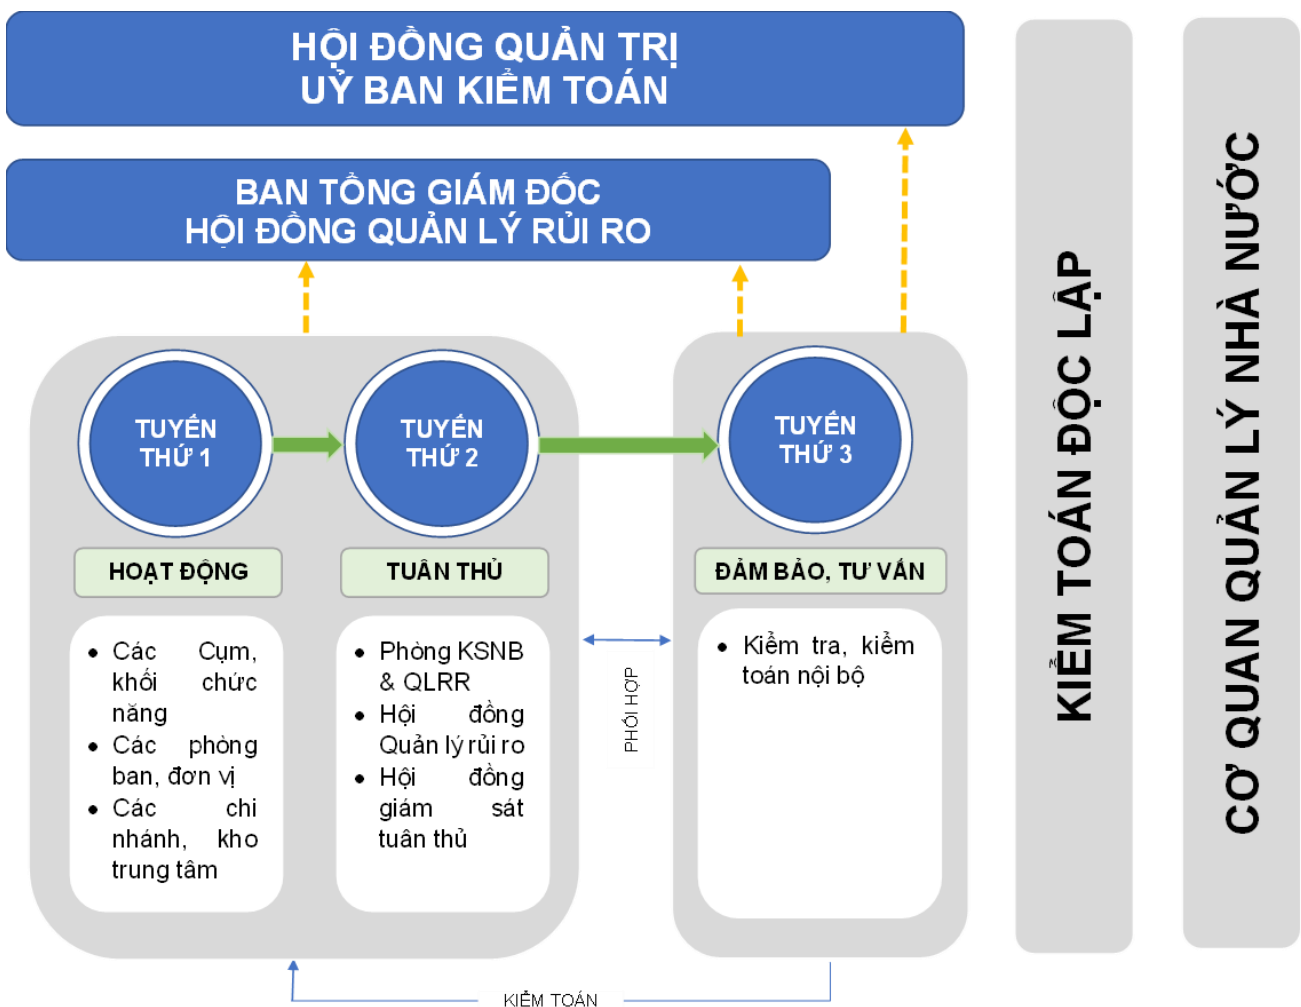 HỘI ĐỒNG QUẢN TRỊ
UỶ BAN KIỂM TOÁN
BAN TỔNG GIÁM ĐỐC
HỘI ĐỒNG QUẢN LÝ RỦI RO
TUYẾN
THỨ 1
HOẠT ĐỘNG
• Các Cụm,
khối chức
năng
• Các phòng
ban, đơn vị
• Các chi
nhánh, kho
trung tâm
TUYẾN
THỨ 2
TUÂN THỦ
• Phòng KSNB
& QLRR
• Hội đồng
Quản lý rủi ro
• Hội đồng
giám sát
tuân thủ
PHỐI HỢP
TUYẾN
THỨ 3
ĐẢM BẢO, TƯ VẤN
• Kiểm tra, kiểm
toán nội bộ
KIỂM TOÁN
KIỂM TOÁN ĐỘC LẬP
CƠ QUAN QUẢN LÝ NHÀ NƯỚC